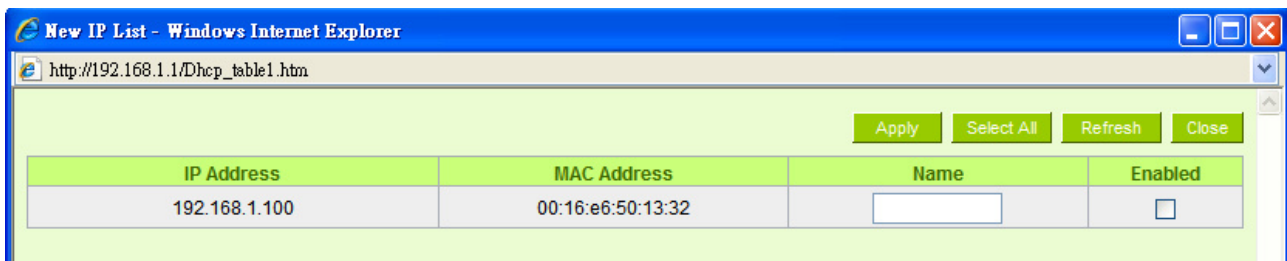 New IP List - Windows Internet Explorer
http://192.168.1.1/Dhcp_table1.htm
Apply Select All Refresh Close
IP Address MAC Address Name Enabled
192.168.1.100 00:16:e6:50:13:32